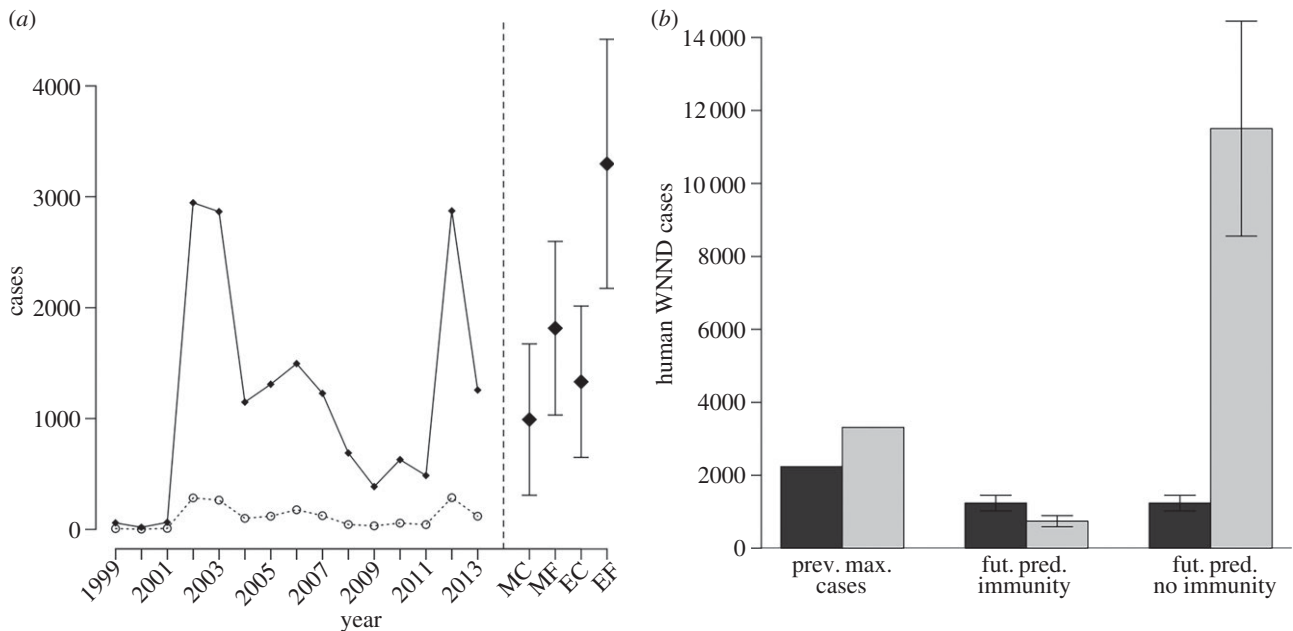 (a)
4000
3000
2000
1000
0
cases
1999
2001
2003
2005
2007
2009
2011
2013
MC
MF
EC
EF
year
(b)
14 000
12 000
10 000
8000
6000
4000
2000
0
human WNND cases
prev. max.
cases
fut. pred.
immunity
fut. pred.
no immunity